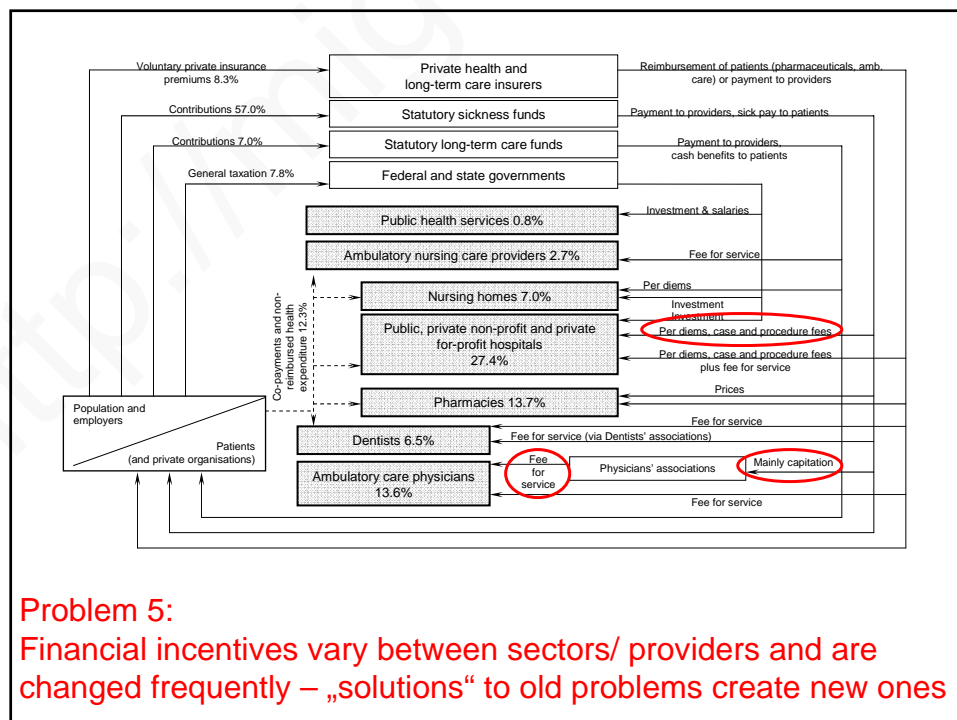 http://mig
Voluntary private insurance
premiums 8.3%
Private health and
long-term care insurers
Reimbursement of patients (pharmaceuticals, amb.
care) or payment to providers
Contributions 57.0%
Statutory sickness funds
Payment to providers, sick pay to patients
Contributions 7.0%
Statutory long-term care funds
Payment to providers,
cash benefits to patients
General taxation 7.8%
Federal and state governments
Public health services 0.8%
Investment & salaries
Ambulatory nursing care providers 2.7%
Fee for service
Co-payments and non-
reimbursed health
expenditure 12.3%
Nursing homes 7.0%
Per diems
Investment
Investment
Public, private non-profit and private
for-profit hospitals
27.4%
Per diems, case and procedure fees
Per diems, case and procedure fees
plus fee for service
Pharmacies 13.7%
Prices
Population and
employers
Patients
(and private organisations)
Dentists 6.5%
Fee for service
Fee for service (via Dentists' associations)
Ambulatory care physicians
13.6%
Fee
for
service
Physicians' associations
Mainly capitation
Fee for service
Problem 5:
Financial incentives vary between sectors/ providers and are
changed frequently – „solutions“ to old problems create new ones